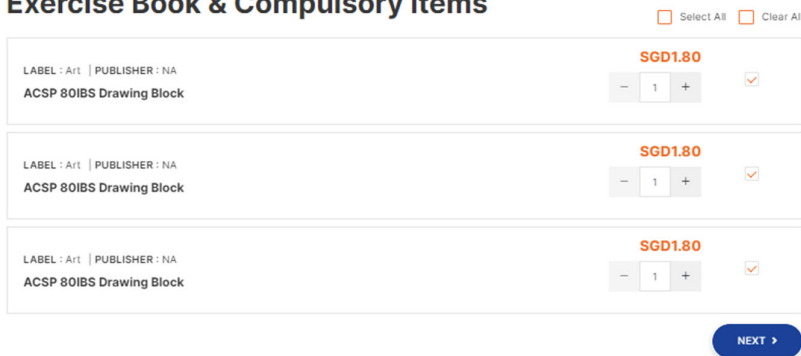 Exercise Book & Compulsory Items
Select All Clear Al
SGD1.80
LABEL : Art | PUBLISHER : NA
− 1 +
ACSP 80IBS Drawing Block
SGD1.80
LABEL : Art | PUBLISHER : NA
− 1 +
ACSP 80IBS Drawing Block
SGD1.80
LABEL : Art | PUBLISHER : NA
− 1 +
ACSP 80IBS Drawing Block
NEXT >